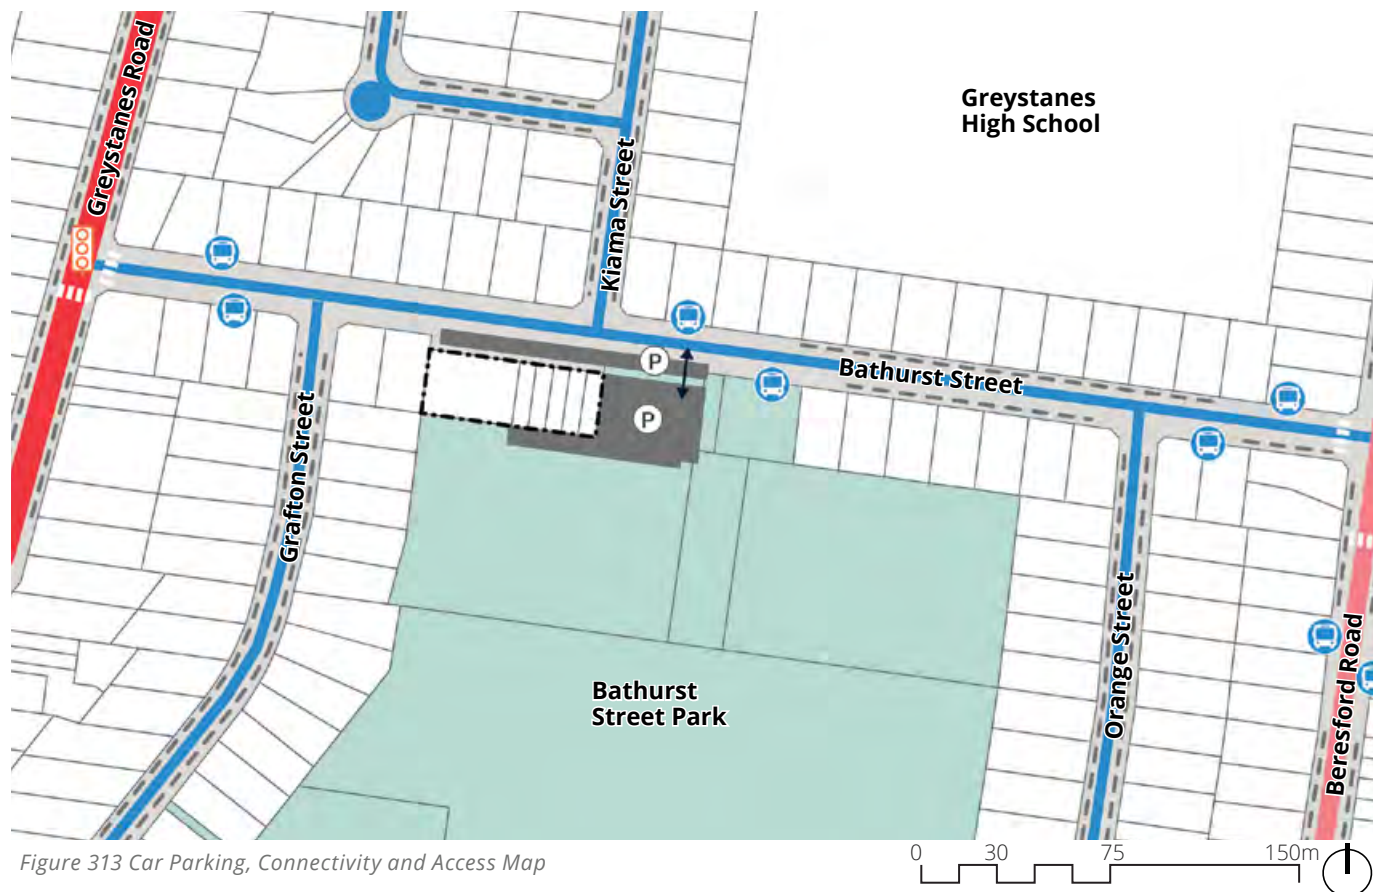 Greystanes Road
Greystanes
High School
Kiama Street
P
P
Bathurst Street
Grafton Street
Orange Street
Beresford Road
Bathurst
Street Park
Figure 313 Car Parking, Connectivity and Access Map
0 30 75 150m